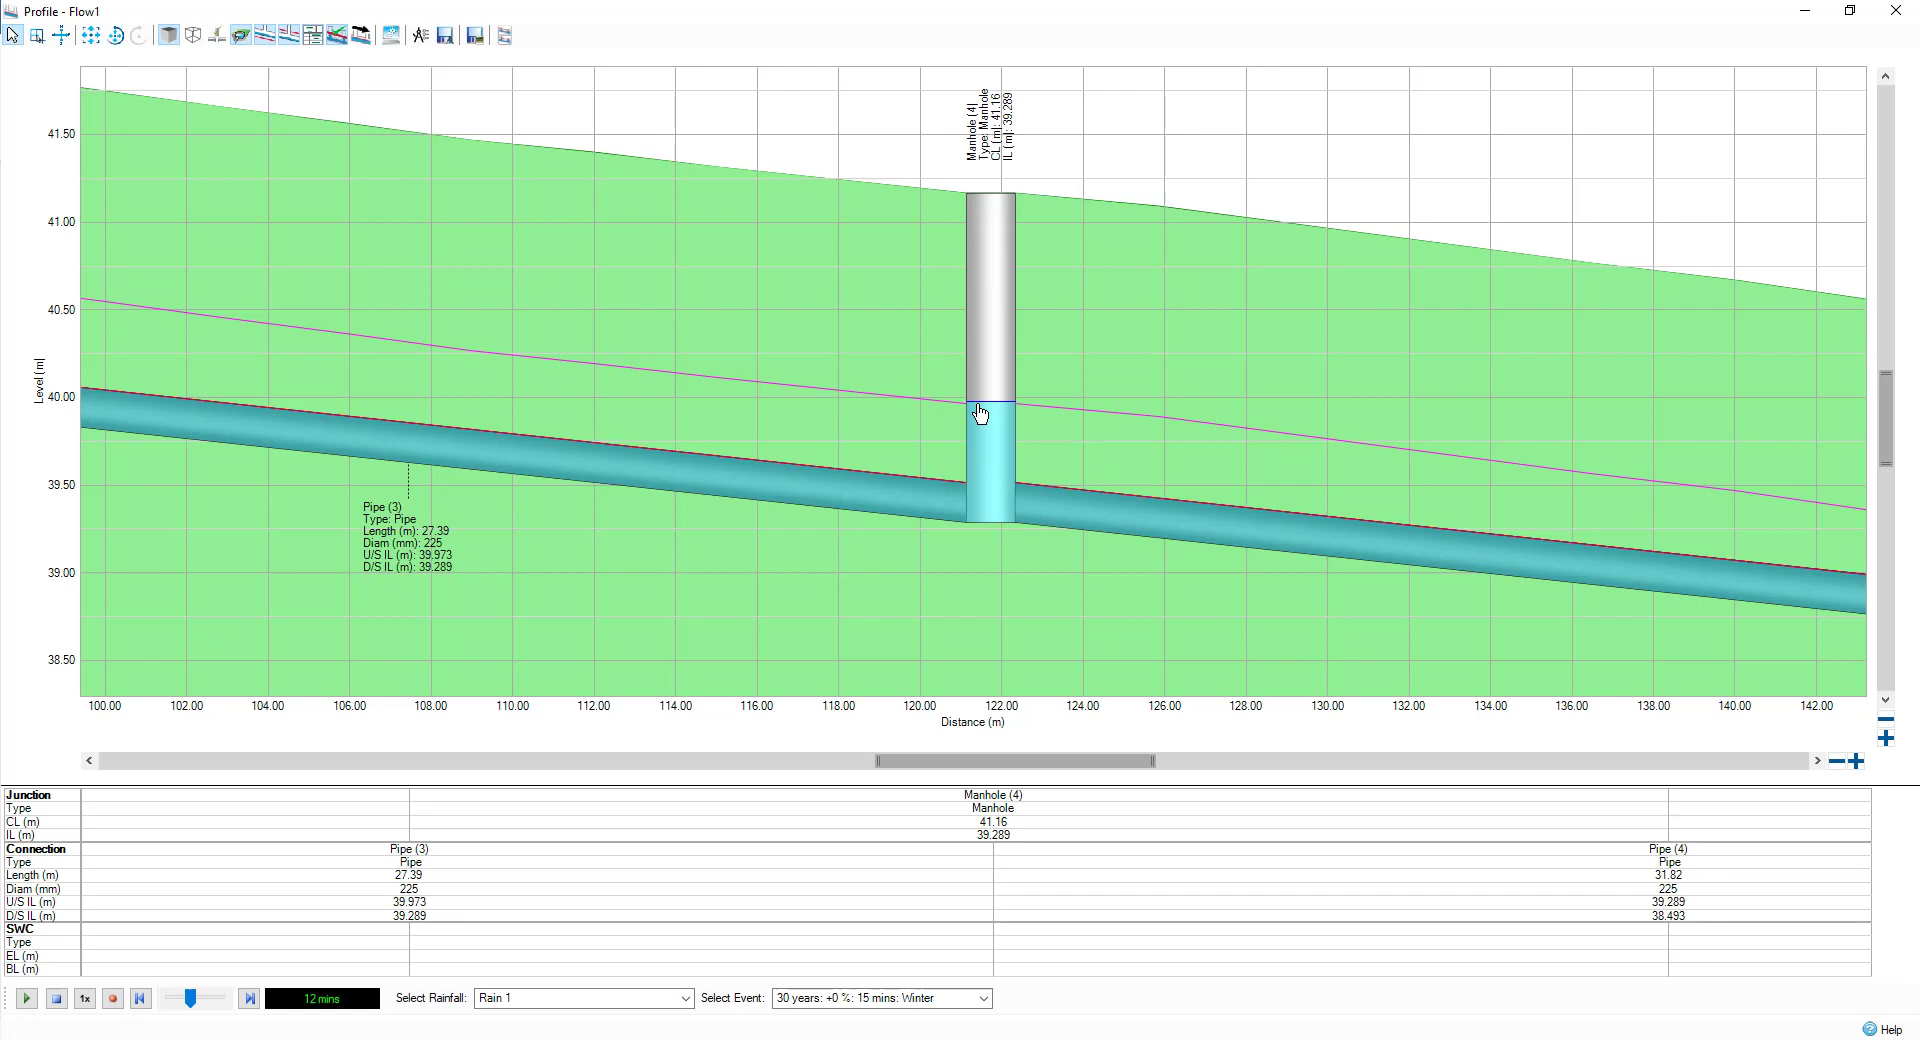 Profile - Flow1
Manhole (4)
Type: Manhole
CL (m): 41.16
IL (m): 39.289
41.50
41.00
40.50
40.00
39.50
39.00
38.50
Level (m)
Pipe (3)
Type: Pipe
Length (m): 27.39
Diam (mm): 225
U/S IL (m): 39.973
D/S IL (m): 39.289
100.00 102.00 104.00 106.00 108.00 110.00 112.00 114.00 116.00 118.00 120.00 122.00 124.00 126.00 128.00 130.00 132.00 134.00 136.00 138.00 140.00 142.00
Distance (m)
Junction Manhole (4)
Type Manhole
CL (m) 41.16
IL (m) 39.289
Connection Pipe (3) Pipe (4)
Type Pipe Pipe
Length (m) 27.39 31.82
Diam (mm) 225 225
U/S IL (m) 39.973 39.289
D/S IL (m) 39.289 38.493
SWC
Type
EL (m)
BL (m)
1x 12 mins Select Rainfall: Rain 1 Select Event: 30 years: +0 %: 15 mins: Winter
Help